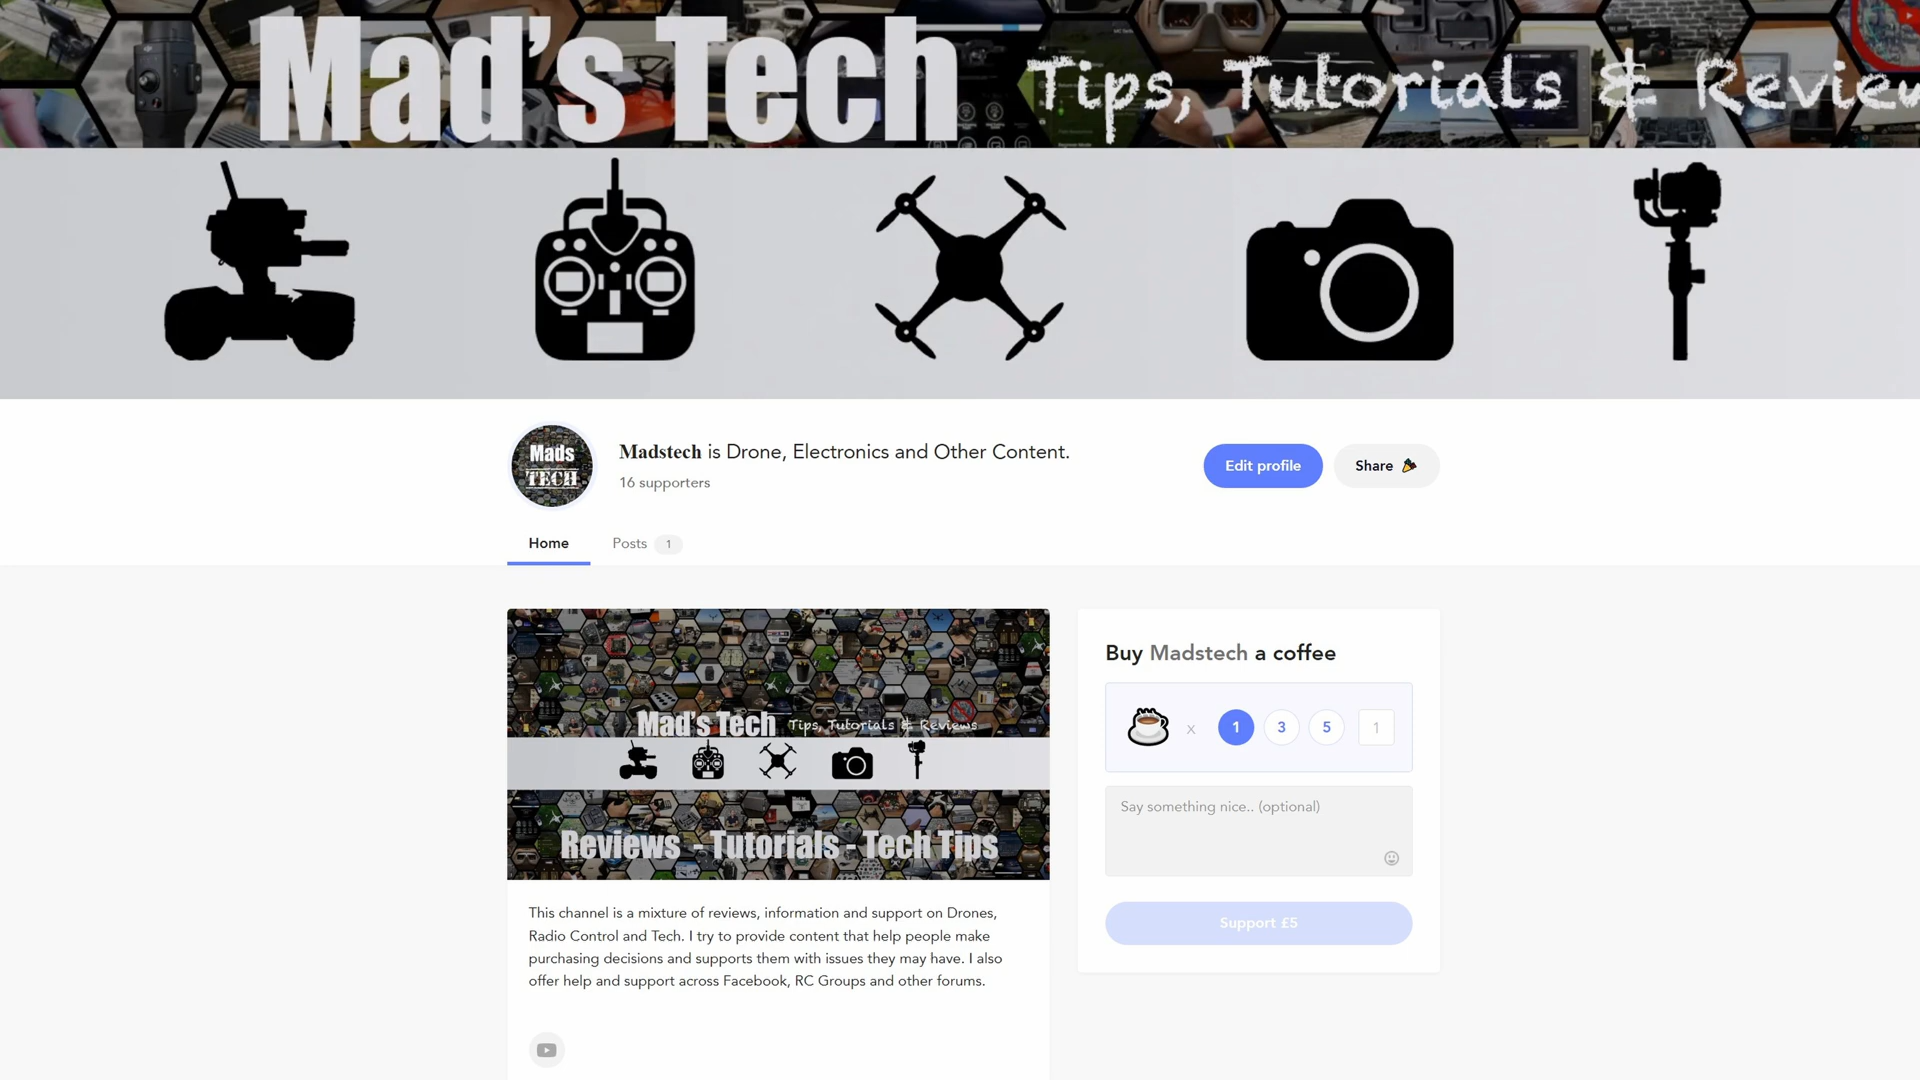 Mad's Tech Tips, Tutorials & Review
Mads
TECH
Madstech is Drone, Electronics and Other Content.
16 supporters
Edit profile
Share
Home
Posts 1
Mad's Tech Tips, Tutorials & Reviews
Reviews - Tutorials - Tech Tips
This channel is a mixture of reviews, information and support on Drones,
Radio Control and Tech. I try to provide content that help people make
purchasing decisions and supports them with issues they may have. I also
offer help and support across Facebook, RC Groups and other forums.
Buy Madstech a coffee
x 1 3 5 1
Say something nice.. (optional)
Support £5